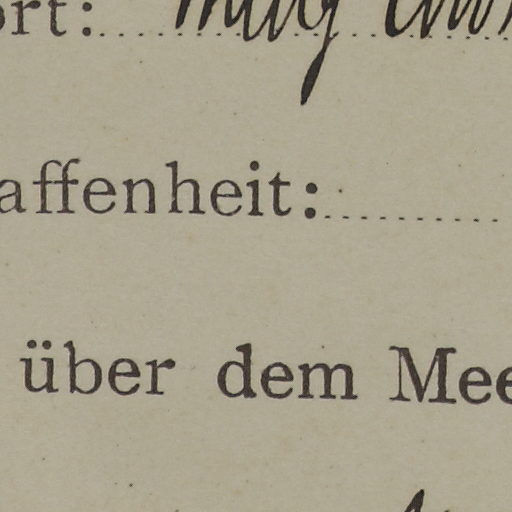 ort:
affenheit:
über dem Mee